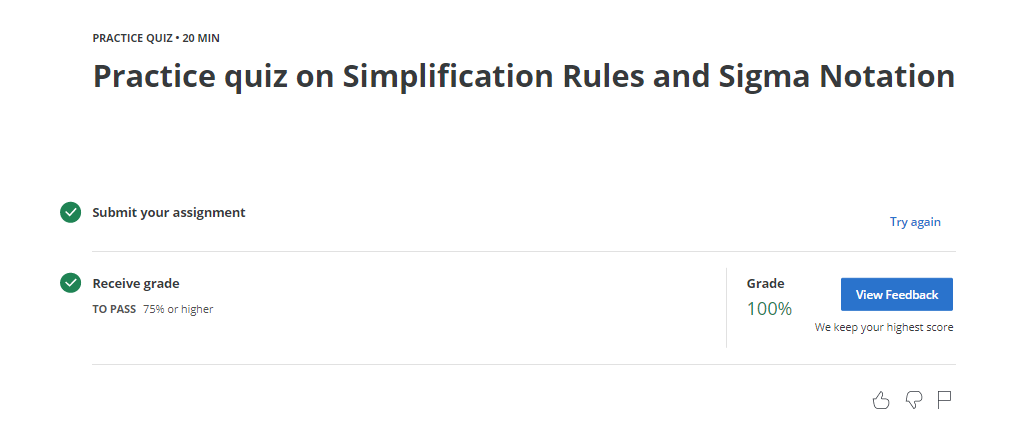 PRACTICE QUIZ • 20 MIN
Practice quiz on Simplification Rules and Sigma Notation
Submit your assignment
Try again
Receive grade
TO PASS 75% or higher
Grade
100%
View Feedback
We keep your highest score